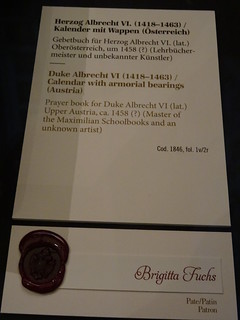 Herzog Albrecht VI. (1418–1463) /
Kalender mit Wappen (Österreich)
Gebetbuch für Herzog Albrecht VI. (lat.)
Oberösterreich, um 1458 (?) (Lehrbücher-
meister und unbekannter Künstler)
Duke Albrecht VI (1418–1463) /
Calendar with armorial bearings
(Austria)
Prayer book for Duke Albrecht VI (lat.)
Upper Austria, ca. 1458 (?) (Master of
the Maximilian Schoolbooks and an
unknown artist)
Cod. 1846, fol. 1v/2r
Brigitta Fuchs
Pate/Patin
Patron